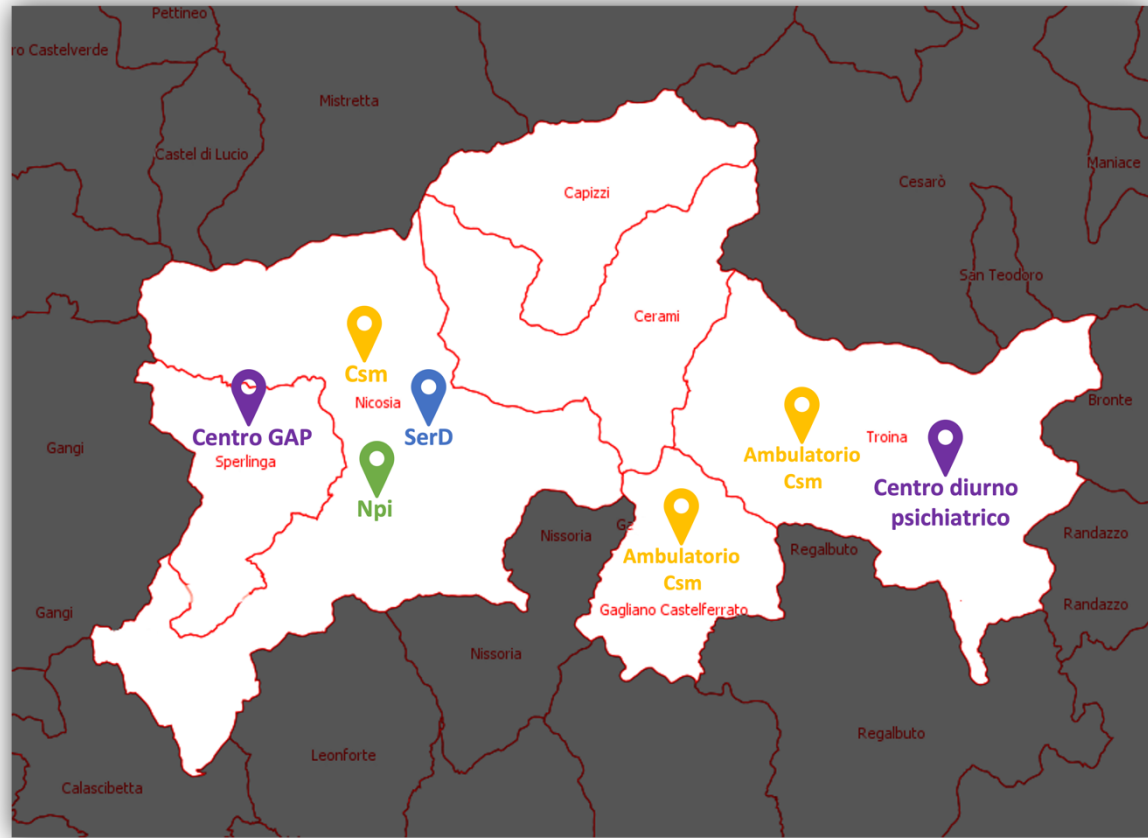 Pettineo
ro Castelverde
Mistretta
Castel di Lucio
Maniace
Cesarò
Capizzi
San Teodoro
Cerami
Csm
Nicosia
Bronte
Centro GAP
SerD
Troina
Gangi
Sperlinga
Ambulatorio
Csm
Centro diurno
psichiatrico
Npi
Nissoria
Ga
Randazzo
Regalbuto
Ambulatorio
Csm
Gagliano Castelferrato
Gangi
Randazzo
Nissoria
Regalbuto
Leonforte
Calascibetta